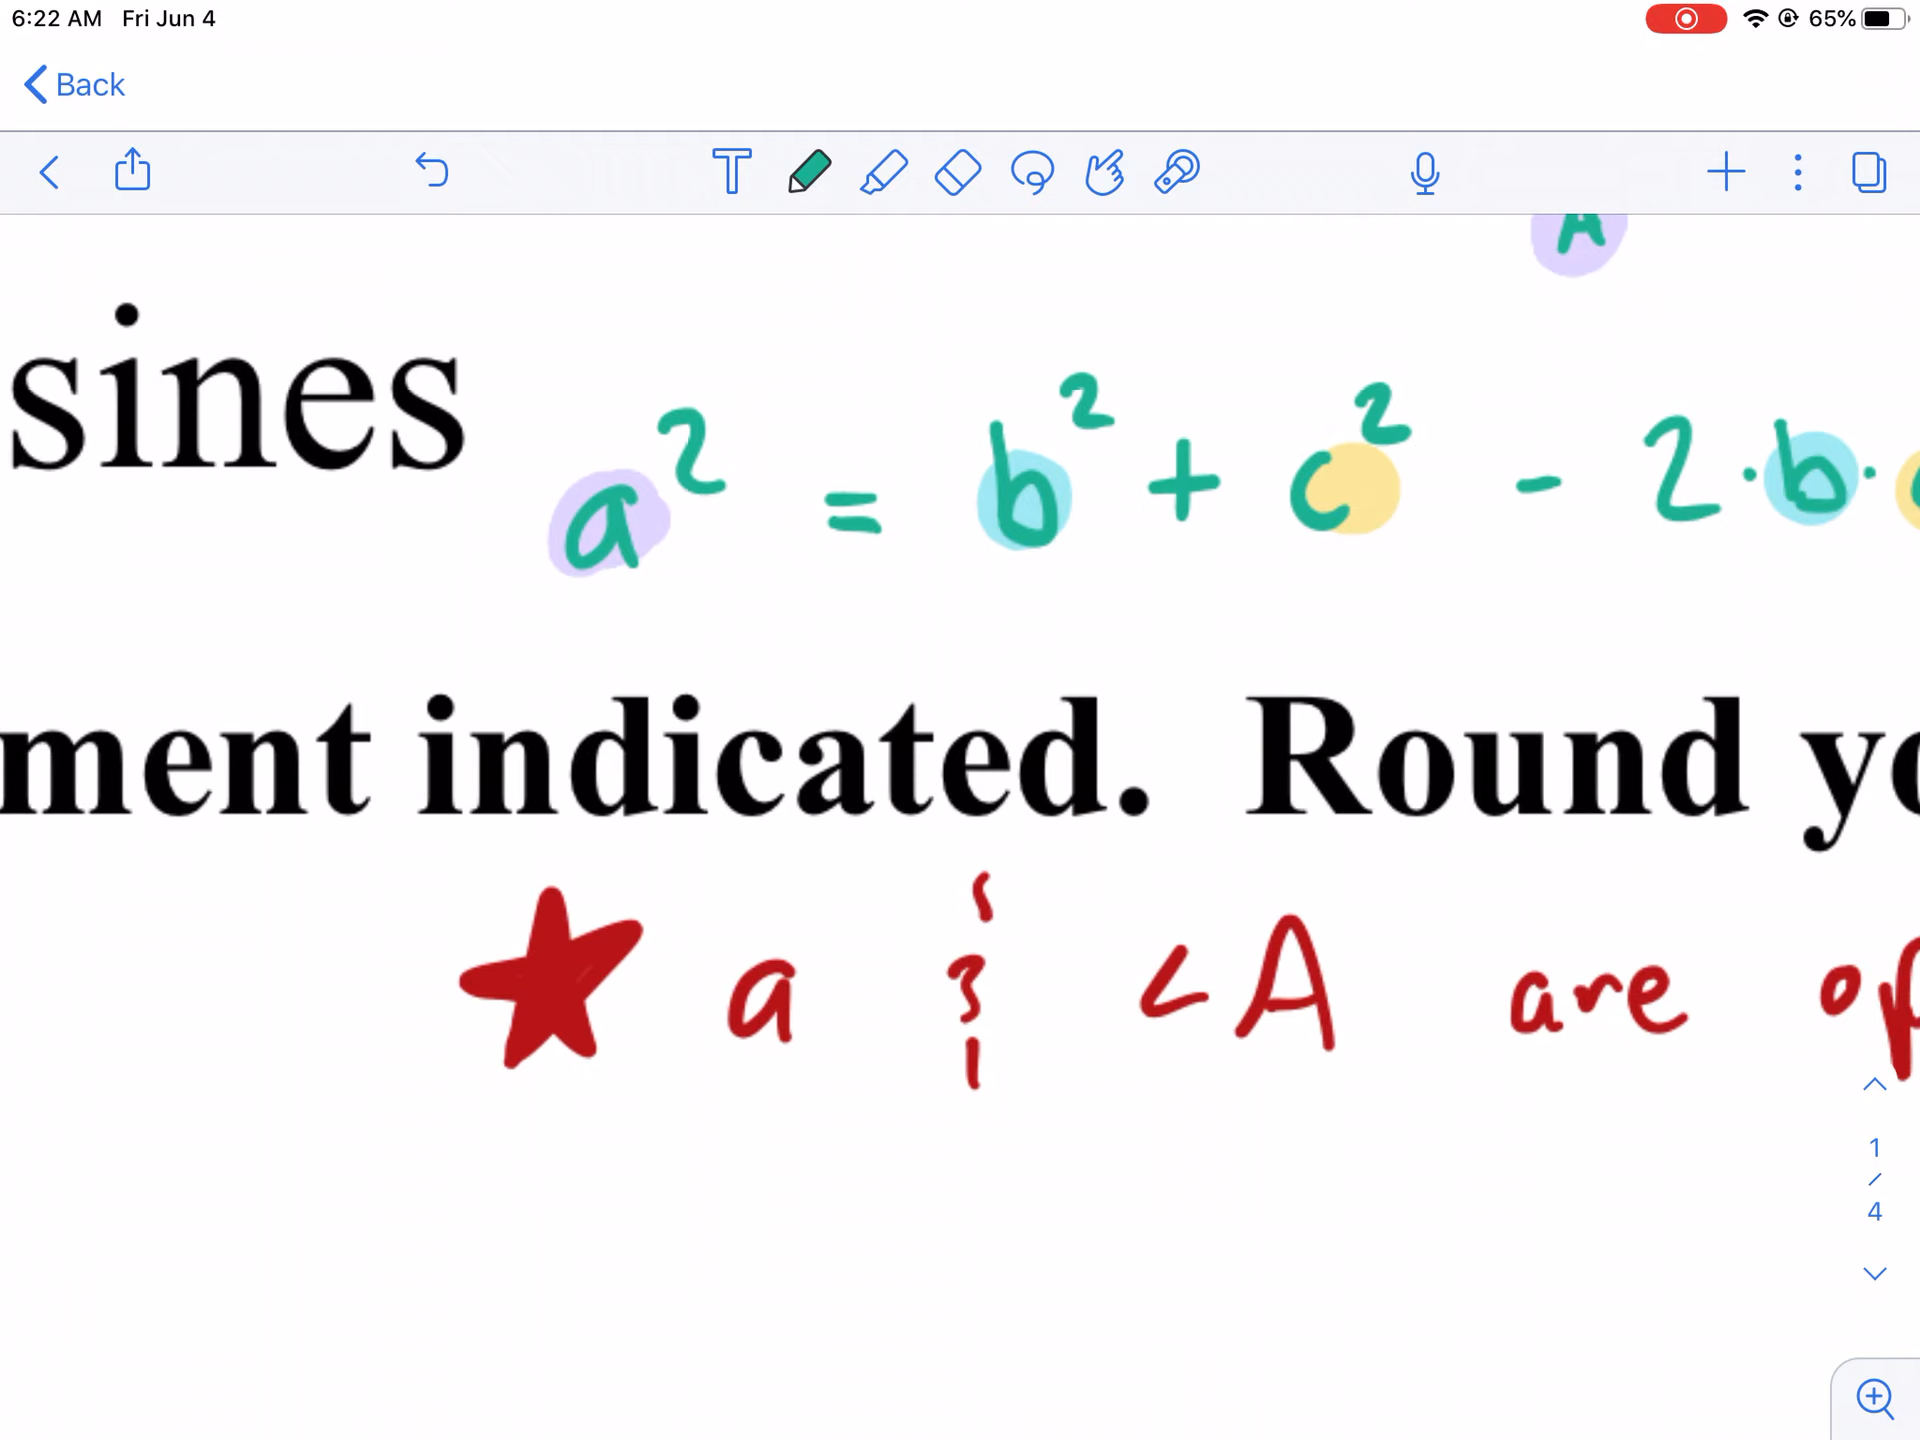 6:22 AM Fri Jun 4 65%
Back
A
sines a² = b² + c² - 2·b·
ment indicated. Round yo
a & <A are op
1
/
4